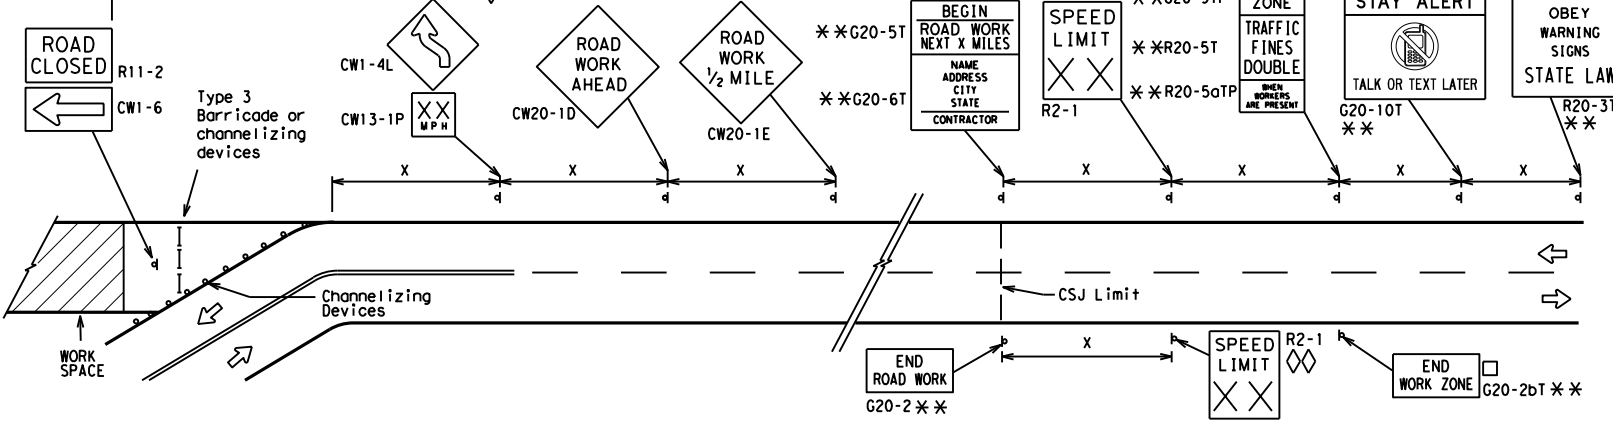 ROAD
CLOSED
R11-2
CW1-6
Type 3
Barricade or
channelizing
devices
CW1-4L
CW13-1P
XX
MPH
ROAD
WORK
AHEAD
CW20-1D
ROAD
WORK
1/2 MILE
CW20-1E
**G20-5T
BEGIN
ROAD WORK
NEXT X MILES
NAME
ADDRESS
CITY
STATE
CONTRACTOR
**G20-6T
SPEED
LIMIT
XX
R2-1
**R20-5T
**R20-5aTP
ZONE
TRAFFIC
FINES
DOUBLE
WHEN
WORKERS
ARE PRESENT
STAY ALERT
TALK OR TEXT LATER
G20-10T
**
OBEY
WARNING
SIGNS
STATE LAW
R20-3T
**
X
X
X
X
X
X
X
Channelizing
Devices
CSJ Limit
WORK
SPACE
X
END
ROAD WORK
G20-2 **
SPEED
LIMIT
XX
R2-1
END
WORK ZONE
G20-2bT **